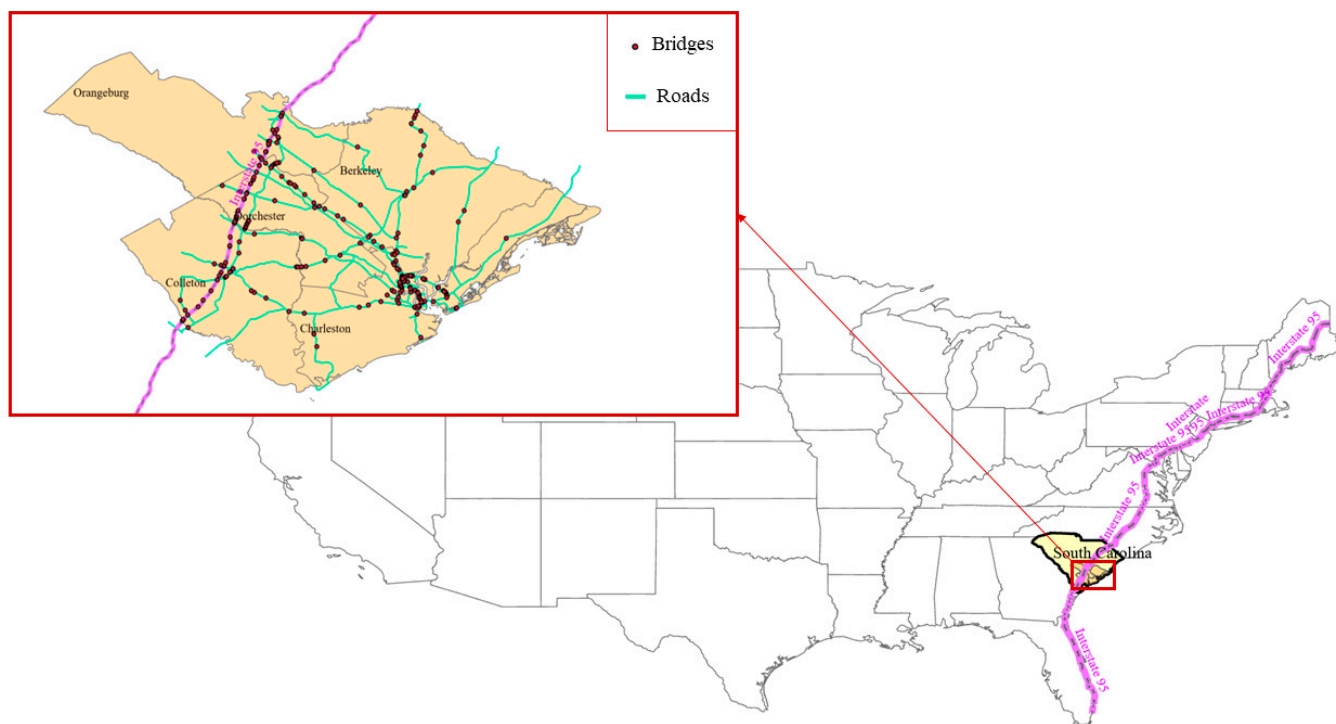 Bridges
Roads
Orangeburg
Interstate 95
Berkeley
Dorchester
Colleton
Charleston
Interstate 95
Interstate 95
Interstate
Interstate 95
95
Interstate 95
South Carolina
Interstate 95